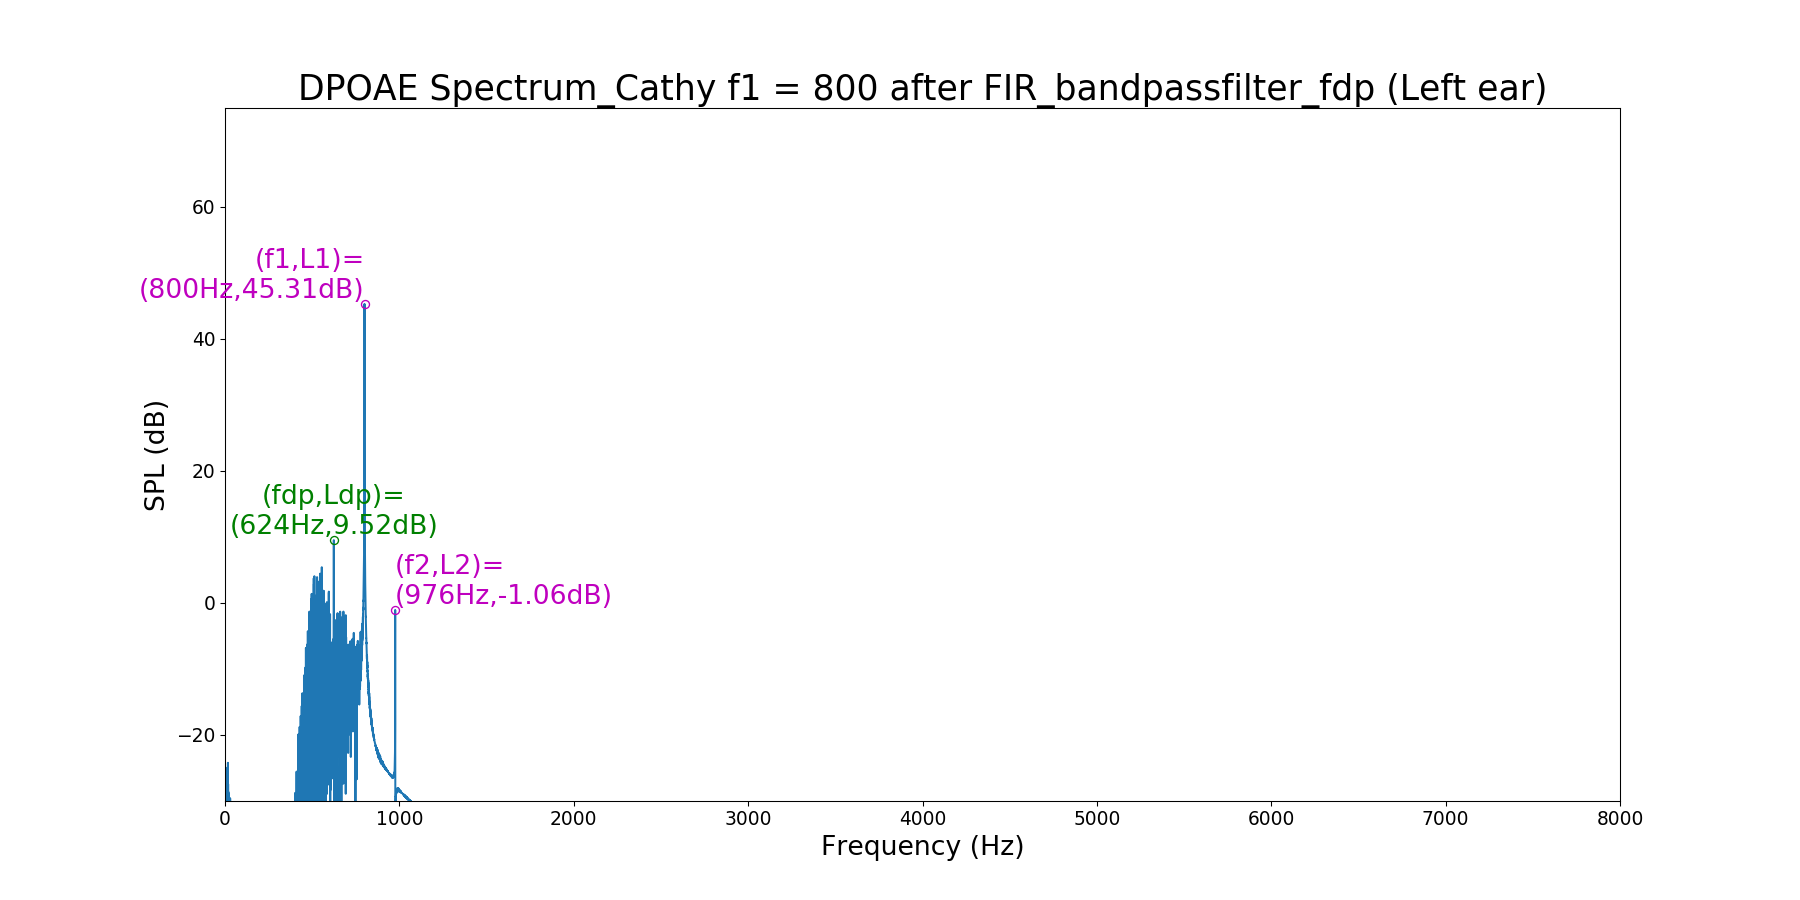 DPOAE Spectrum_Cathy f1 = 800 after FIR_bandpassfilter_fdp (Left ear)
60
40
20
0
−20
SPL (dB)
(f1,L1)=
(800Hz,45.31dB)
(fdp,Ldp)=
(624Hz,9.52dB)
(f2,L2)=
(976Hz,-1.06dB)
0 1000 2000 3000 4000 5000 6000 7000 8000
Frequency (Hz)